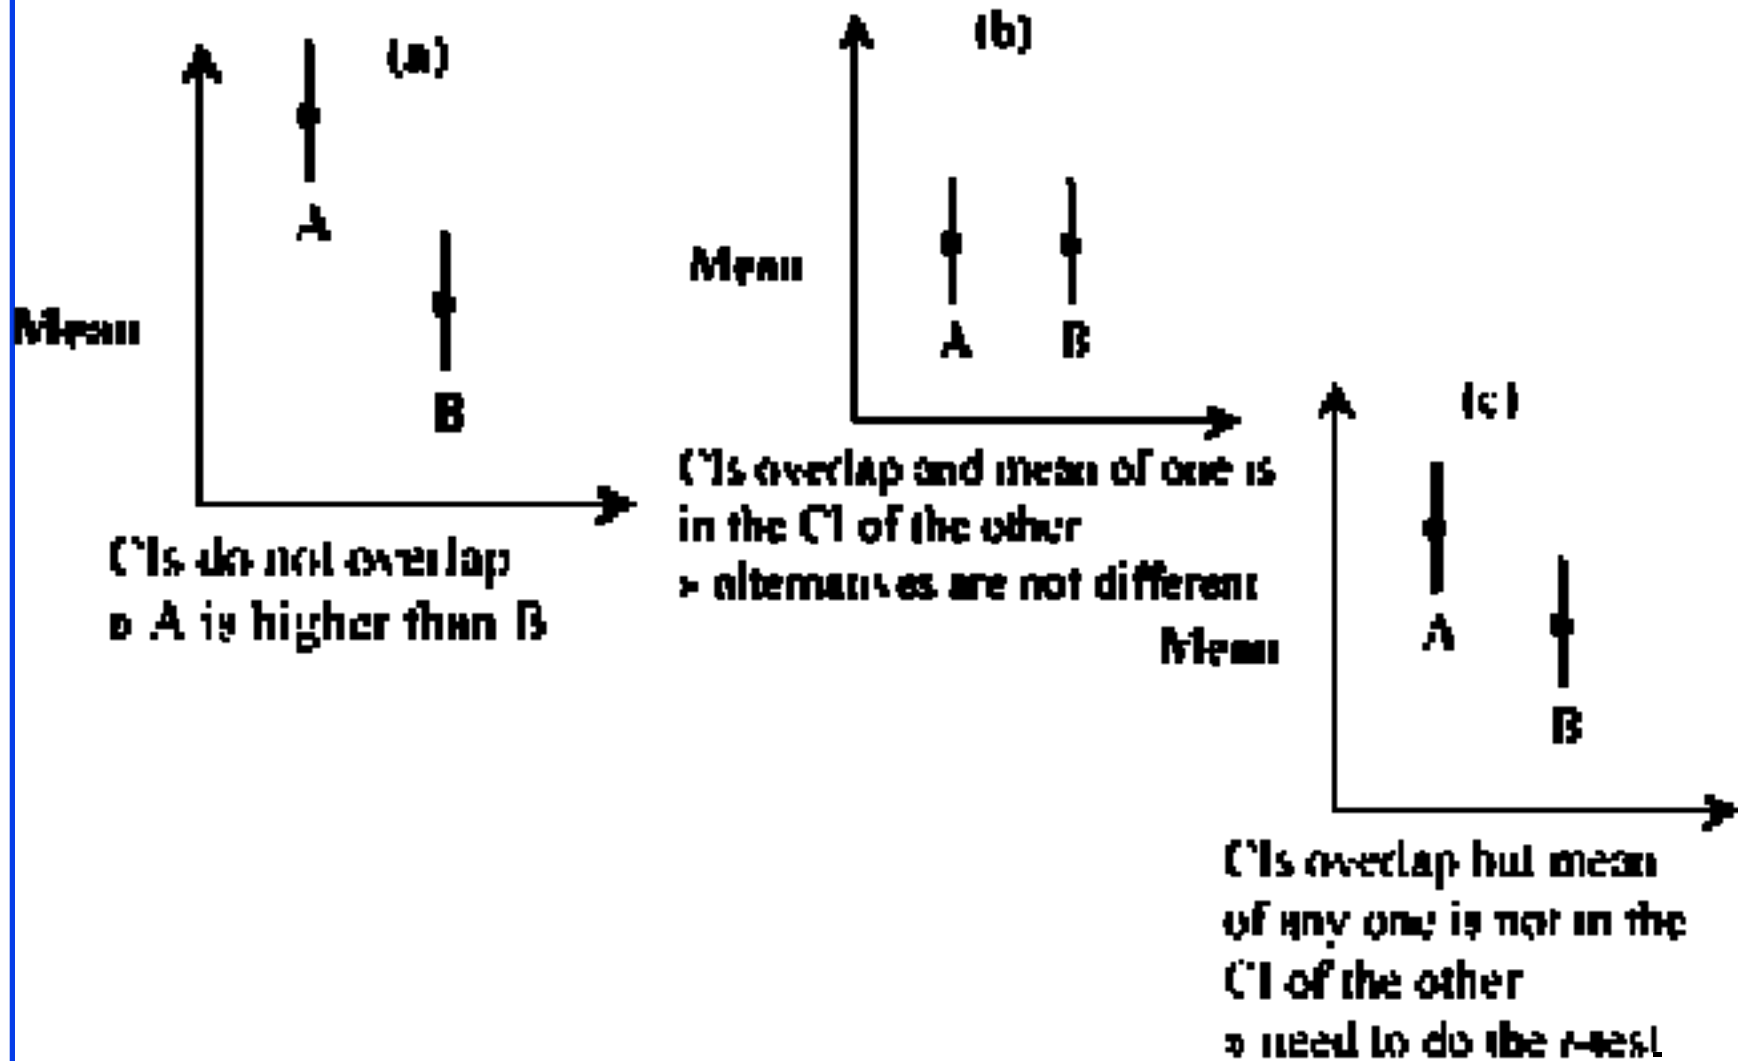 (a)
A
B
Mean
CIs do not overlap
A is higher than B
(b)
Mean
A
B
CIs overlap and mean of one is
in the CI of the other
alternatives are not different
(c)
Mean
A
B
CIs overlap but mean
of any one is not in the
CI of the other
need to do the t-test